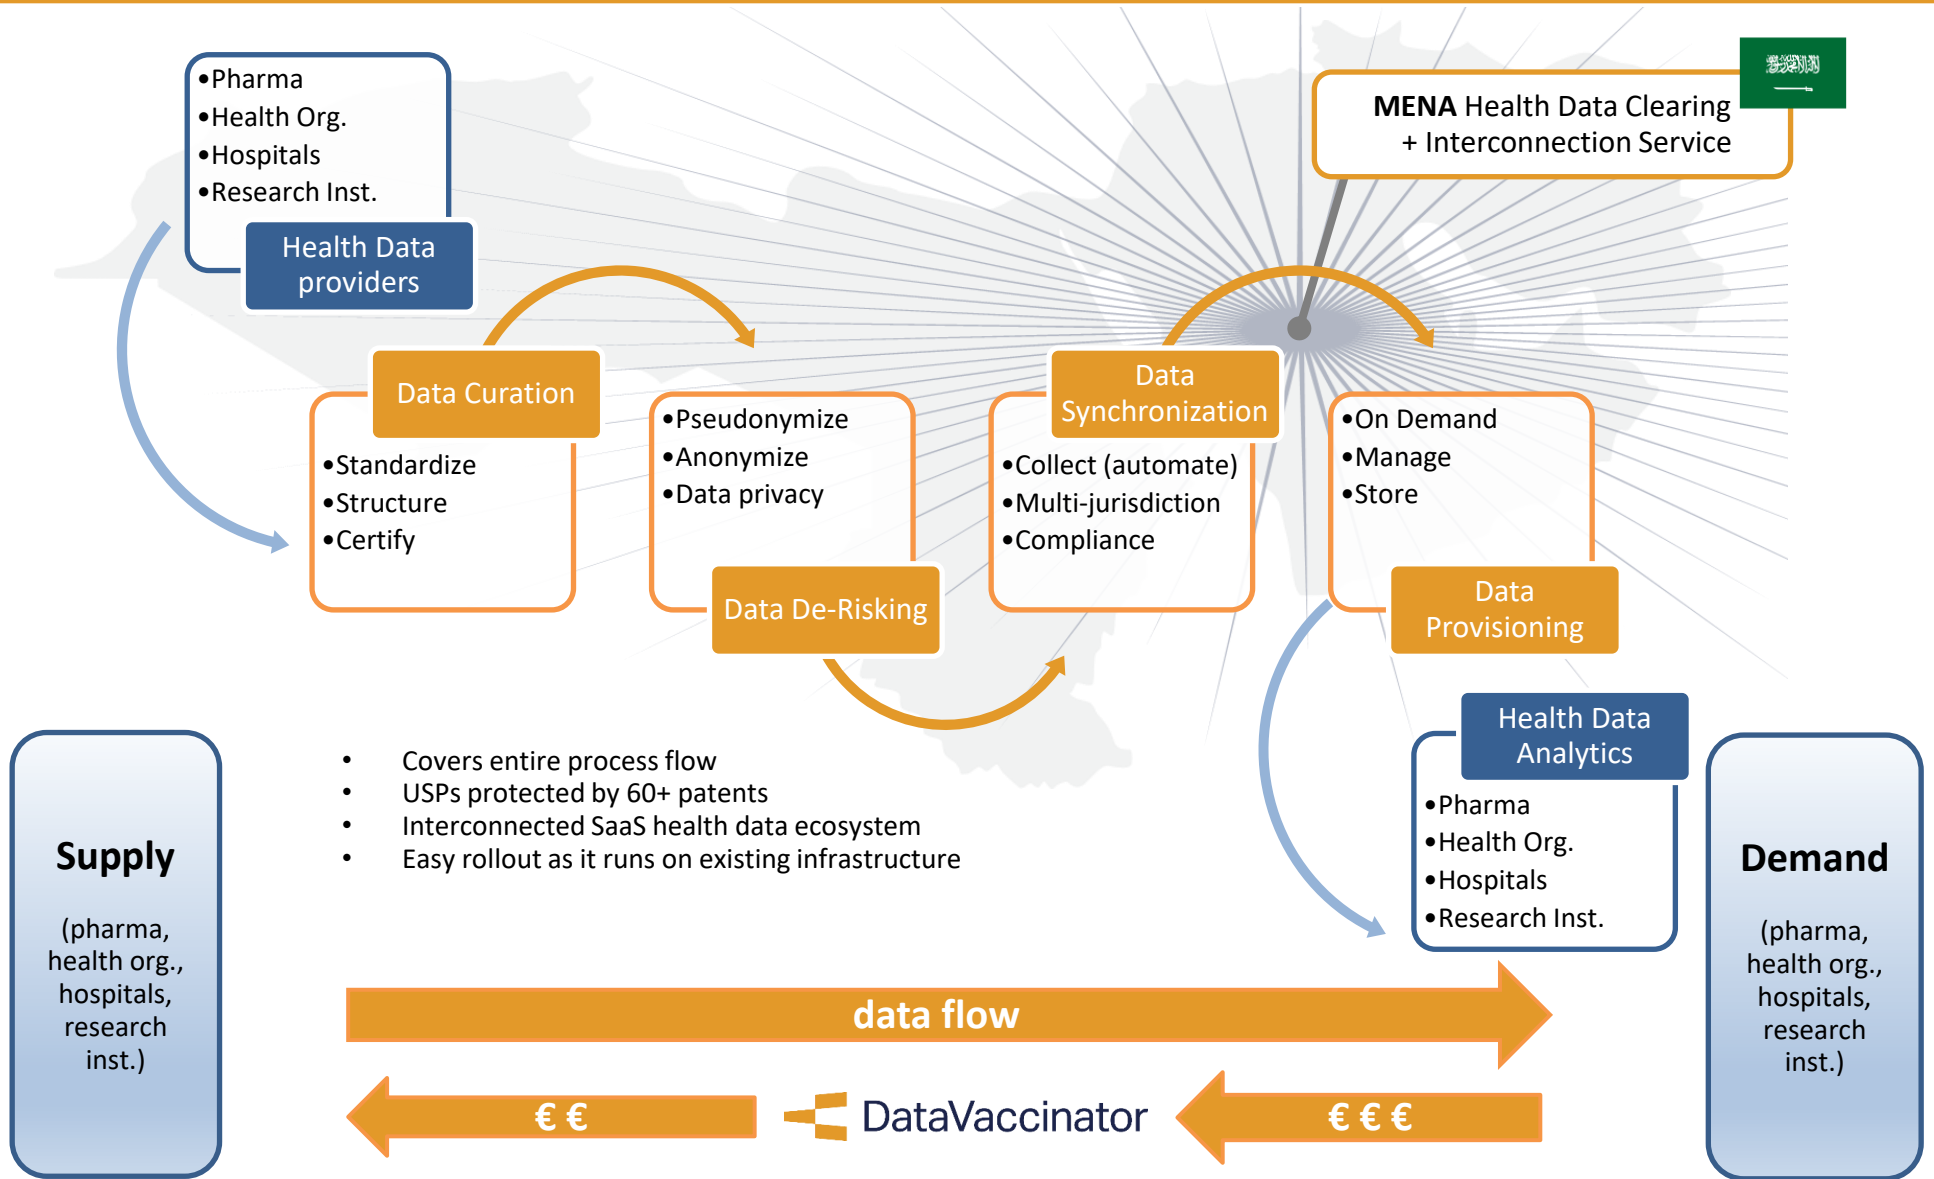 •Pharma
•Health Org.
•Hospitals
•Research Inst.
Health Data
providers
MENA Health Data Clearing
+ Interconnection Service
Data Curation
•Standardize
•Structure
•Certify
•Pseudonymize
•Anonymize
•Data privacy
Data De-Risking
Data
Synchronization
•Collect (automate)
•Multi-jurisdiction
•Compliance
•On Demand
•Manage
•Store
Data
Provisioning
Health Data
Analytics
•Pharma
•Health Org.
•Hospitals
•Research Inst.
• Covers entire process flow
• USPs protected by 60+ patents
• Interconnected SaaS health data ecosystem
• Easy rollout as it runs on existing infrastructure
Supply
(pharma,
health org.,
hospitals,
research
inst.)
Demand
(pharma,
health org.,
hospitals,
research
inst.)
data flow
€ €
DataVaccinator
€ € €